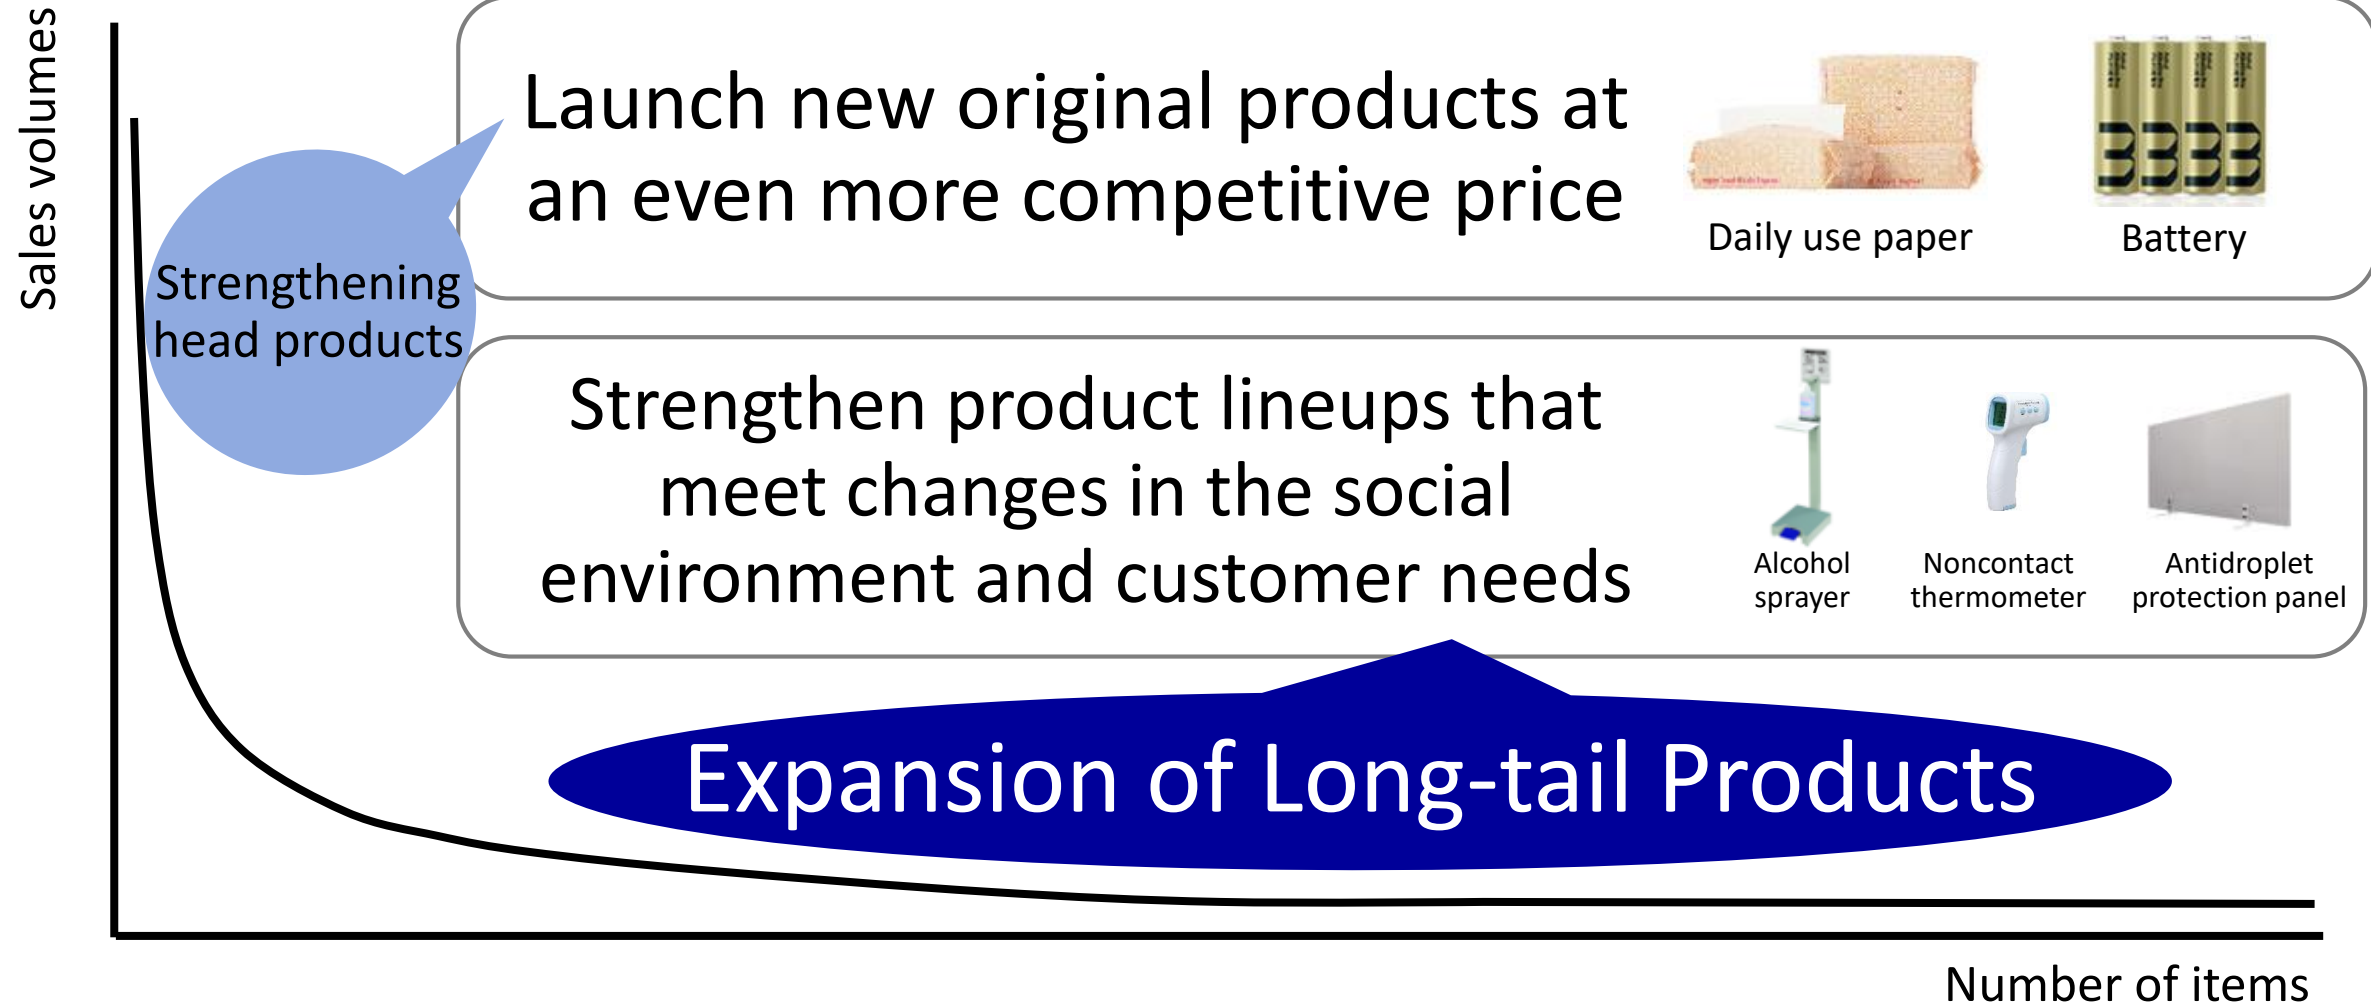 Sales volumes
Launch new original products at
an even more competitive price
Daily use paper
Battery
Strengthening
head products
Strengthen product lineups that
meet changes in the social
environment and customer needs
Alcohol
sprayer
Noncontact
thermometer
Antidroplet
protection panel
Expansion of Long-tail Products
Number of items